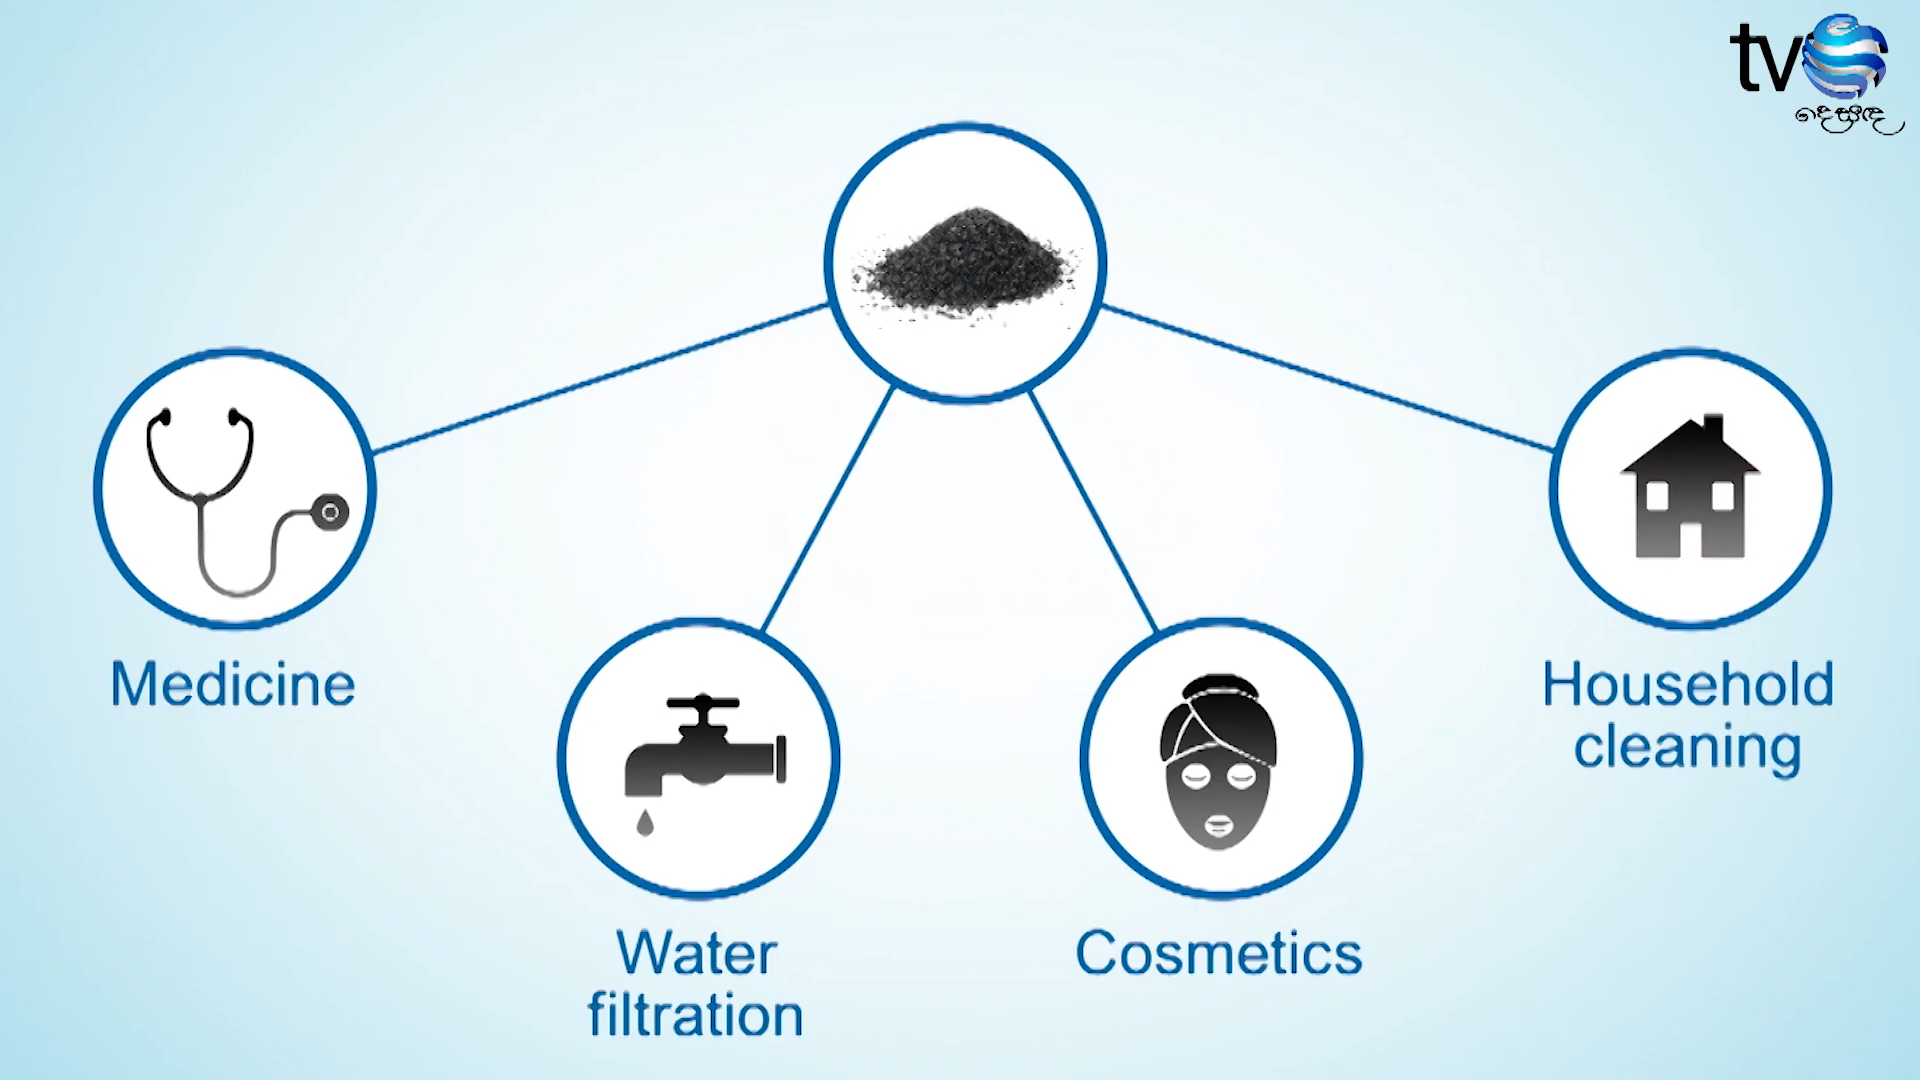 tv
දෙසිඳ
Medicine
Household
cleaning
Water
filtration
Cosmetics